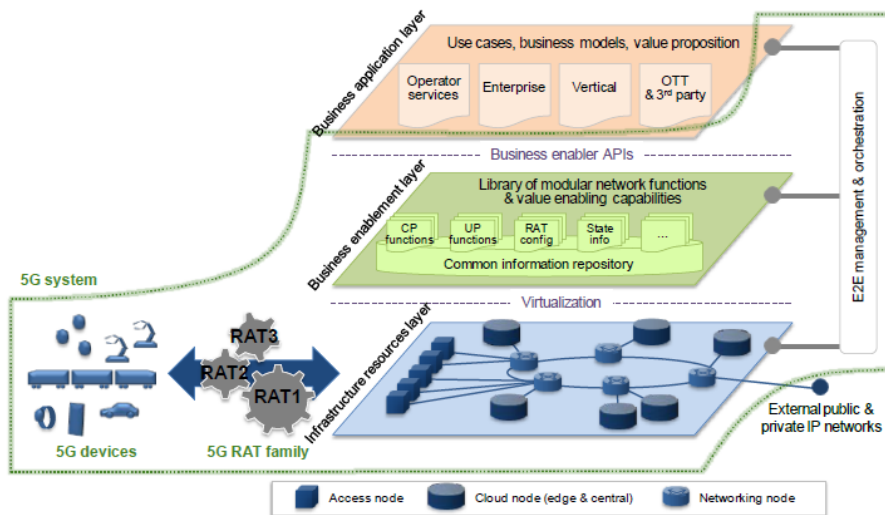 Business application layer
Use cases, business models, value proposition
Operator
services
Enterprise
Vertical
OTT
& 3rd party
Business enabler APIs
Business enablement layer
Library of modular network functions
& value enabling capabilities
CP
functions
UP
functions
RAT
config
State
info
...
Common information repository
E2E management & orchestration
5G system
Virtualization
Infrastructure resources layer
RAT3
RAT2
RAT1
5G devices
5G RAT family
External public &
private IP networks
Access node
Cloud node (edge & central)
Networking node